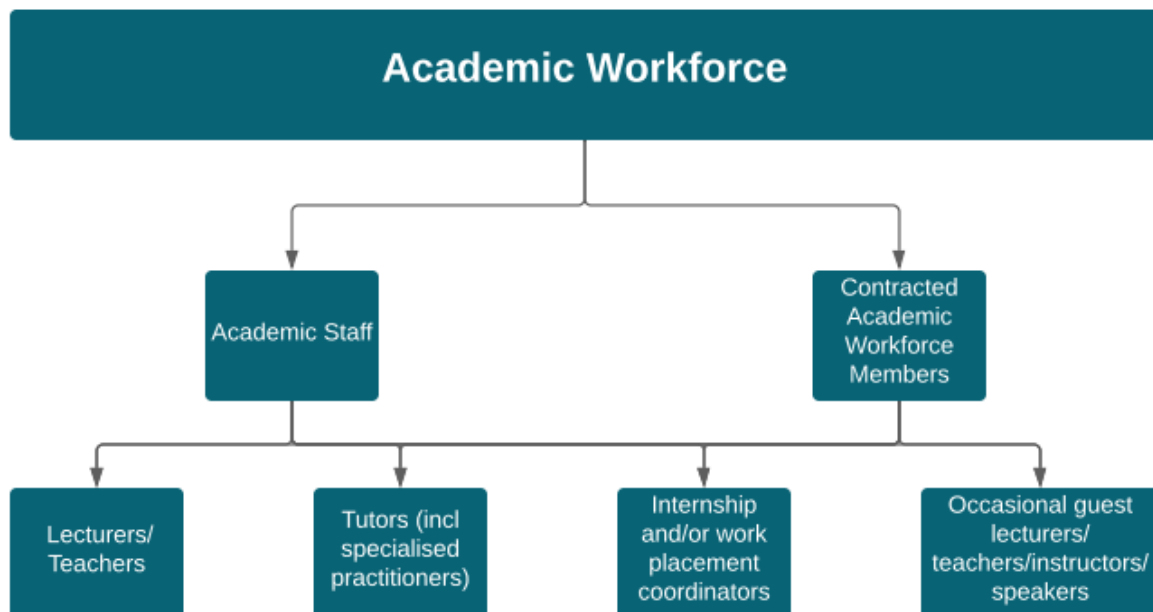 Academic Workforce
Academic Staff
Contracted
Academic
Workforce
Members
Lecturers/
Teachers
Tutors (incl
specialised
practitioners)
Internship
and/or work
placement
coordinators
Occasional guest
lecturers/
teachers/instructors/
speakers